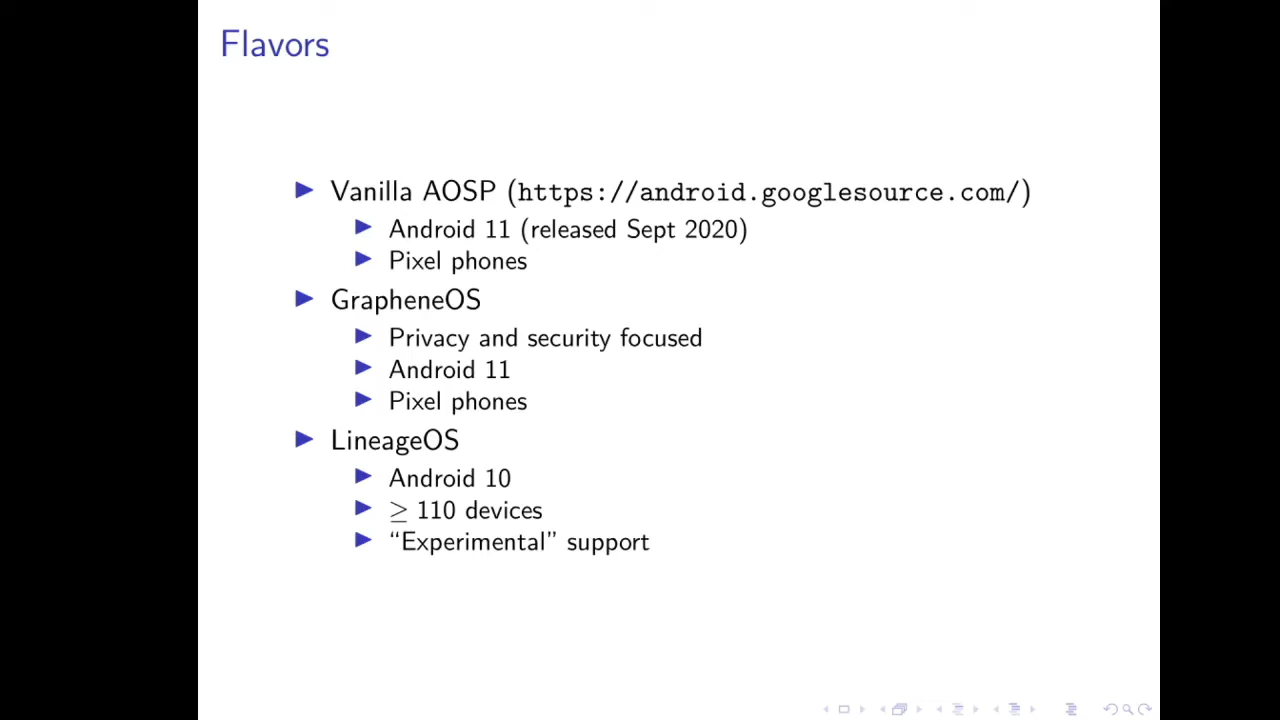 Flavors
Vanilla AOSP (https://android.googlesource.com/)
Android 11 (released Sept 2020)
Pixel phones
GrapheneOS
Privacy and security focused
Android 11
Pixel phones
LineageOS
Android 10
≥ 110 devices
“Experimental” support